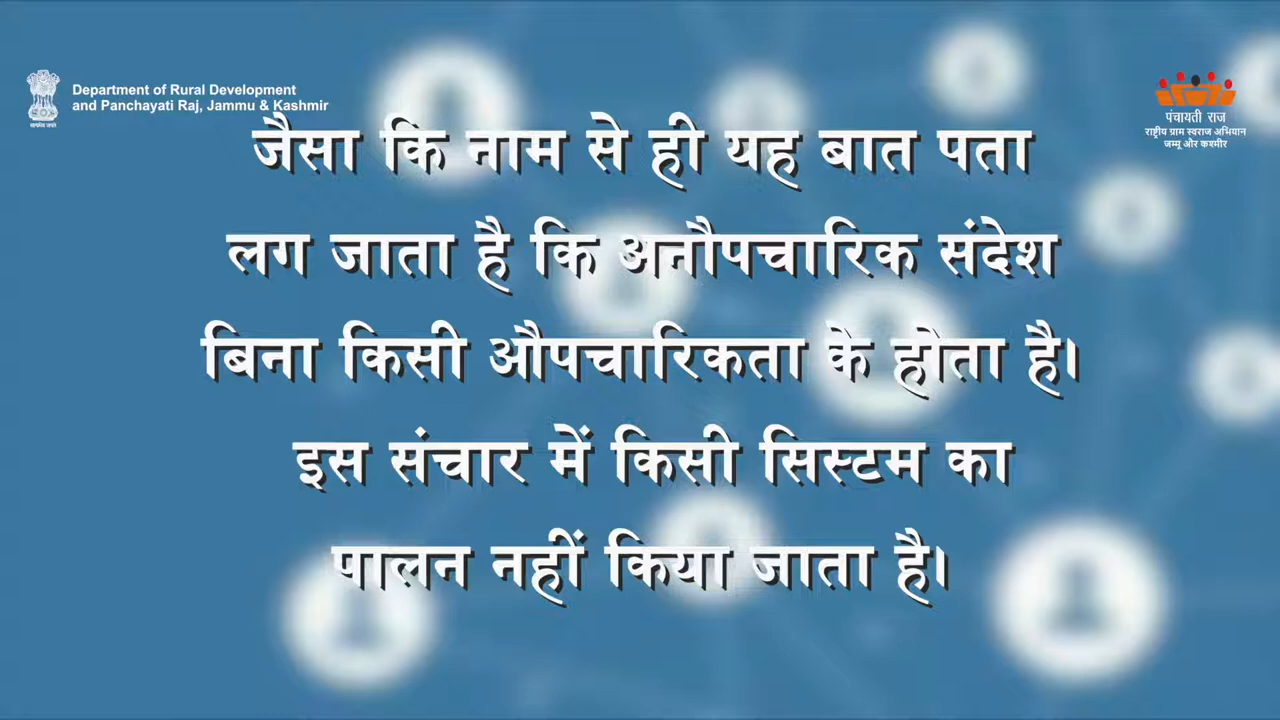 Department of Rural Development
and Panchayati Raj, Jammu & Kashmir
पंचायती राज
राष्ट्रीय ग्राम स्वराज अभियान
जम्मू और कश्मीर
जैसा कि नाम से ही यह बात पता
लग जाता है कि अनौपचारिक संदेश
बिना किसी औपचारिकता के होता है।
इस संचार में किसी सिस्टम का
पालन नहीं किया जाता है।